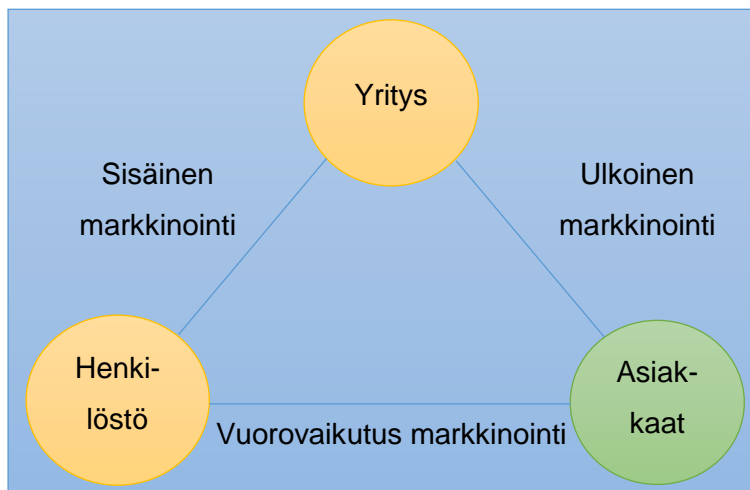 Yritys
Sisäinen
markkinointi
Ulkoinen
markkinointi
Henki-
löstö
Vuorovaikutus markkinointi
Asiak-
kaat